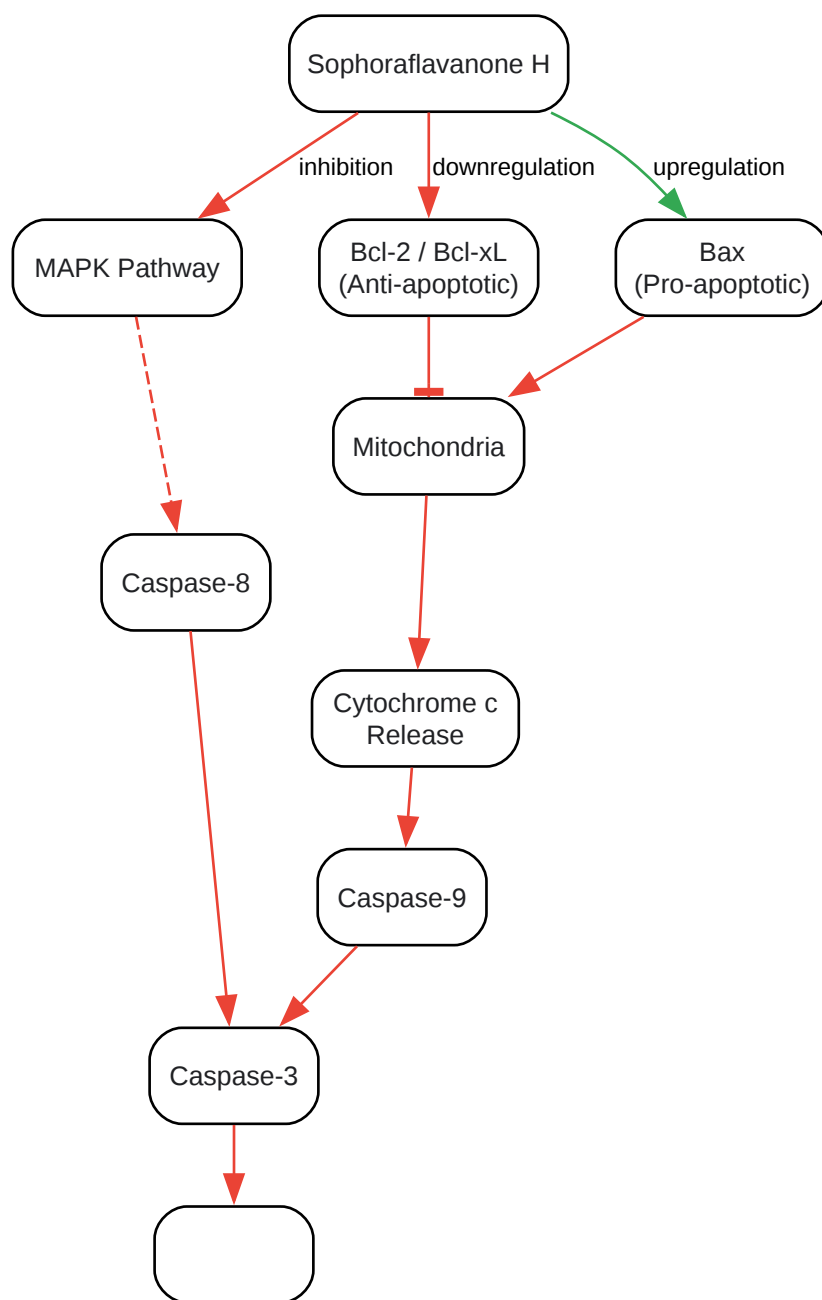 Sophoraflavanone H
inhibition
downregulation
upregulation
MAPK Pathway
Bcl-2 / Bcl-xL
(Anti-apoptotic)
Bax
(Pro-apoptotic)
Mitochondria
Caspase-8
Cytochrome c
Release
Caspase-9
Caspase-3